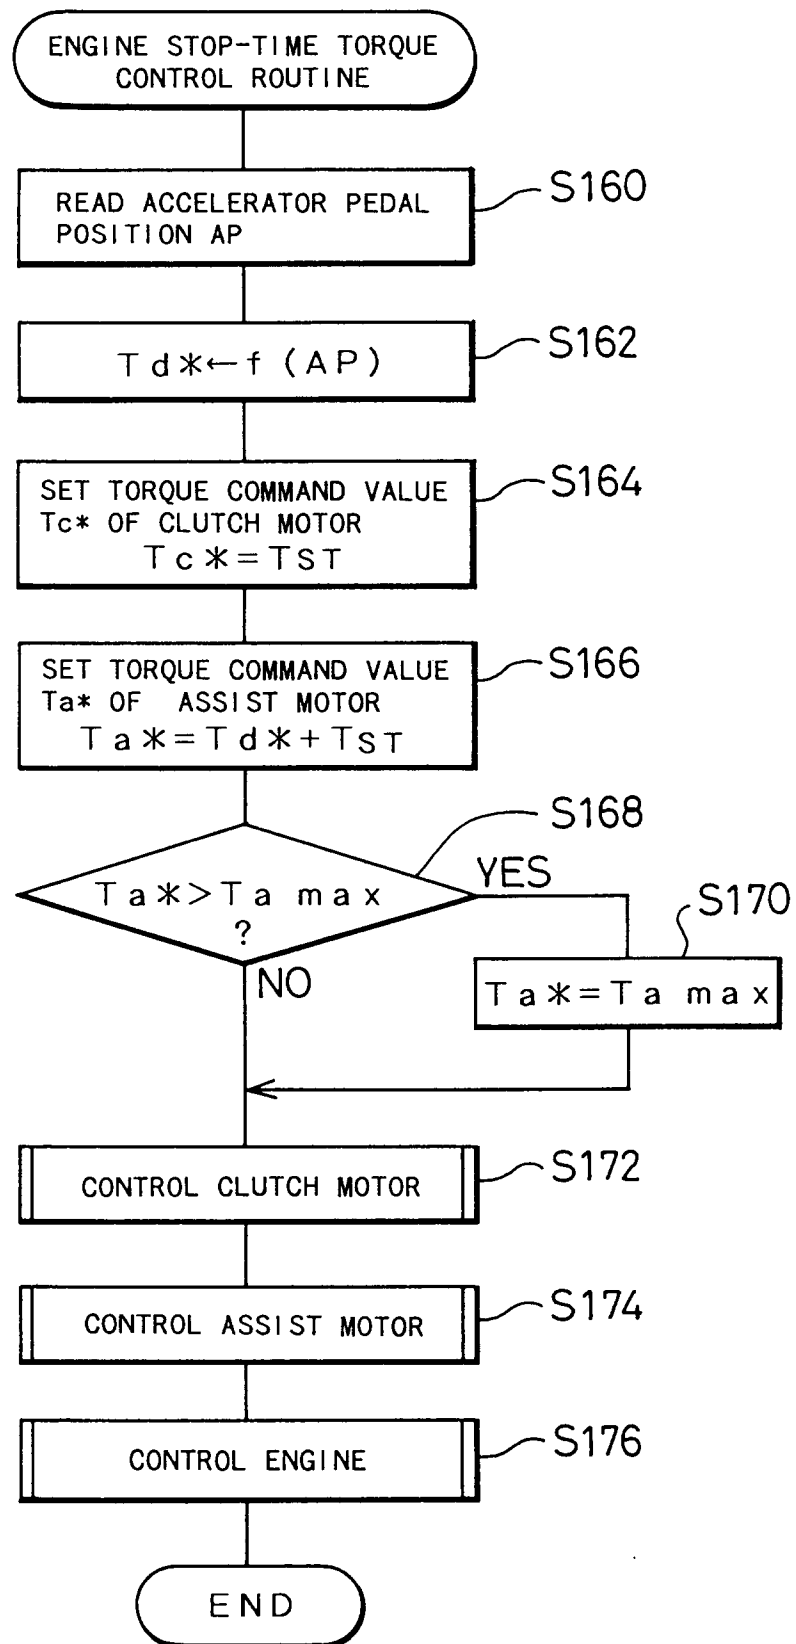 ENGINE STOP-TIME TORQUE
CONTROL ROUTINE
READ ACCELERATOR PEDAL
POSITION AP
S160
Td*←f(AP)
S162
SET TORQUE COMMAND VALUE
Tc* OF CLUTCH MOTOR
Tc*=TST
S164
SET TORQUE COMMAND VALUE
Ta* OF ASSIST MOTOR
Ta*=Td*+TST
S166
Ta*>Ta max
?
S168
YES
NO
S170
Ta*=Ta max
CONTROL CLUTCH MOTOR
S172
CONTROL ASSIST MOTOR
S174
CONTROL ENGINE
S176
END